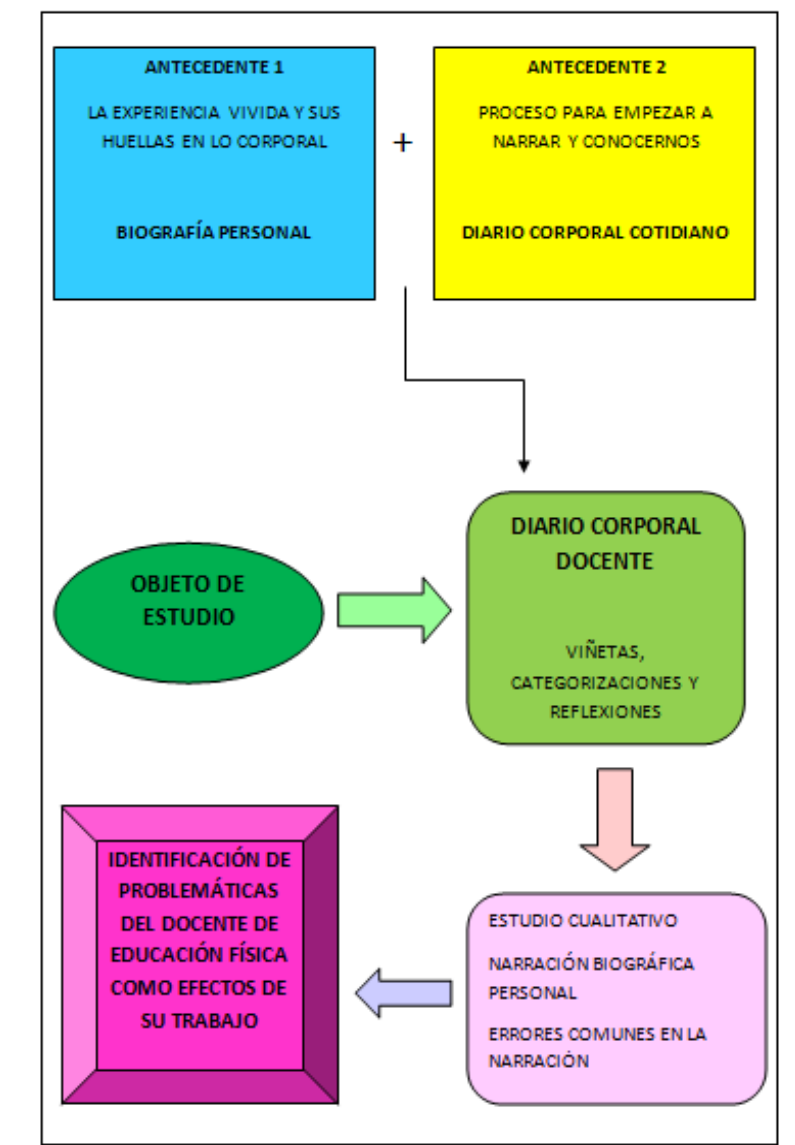 ANTECEDENTE 1
LA EXPERIENCIA VIVIDA Y SUS
HUELLAS EN LO CORPORAL
BIOGRAFÍA PERSONAL
+
ANTECEDENTE 2
PROCESO PARA EMPEZAR A
NARRAR Y CONOCERNOS
DIARIO CORPORAL COTIDIANO
OBJETO DE
ESTUDIO
DIARIO CORPORAL
DOCENTE
VIÑETAS,
CATEGORIZACIONES Y
REFLEXIONES
ESTUDIO CUALITATIVO
NARRACIÓN BIOGRÁFICA
PERSONAL
ERRORES COMUNES EN LA
NARRACIÓN
IDENTIFICACIÓN DE
PROBLEMÁTICAS
DEL DOCENTE DE
EDUCACIÓN FÍSICA
COMO EFECTOS DE
SU TRABAJO